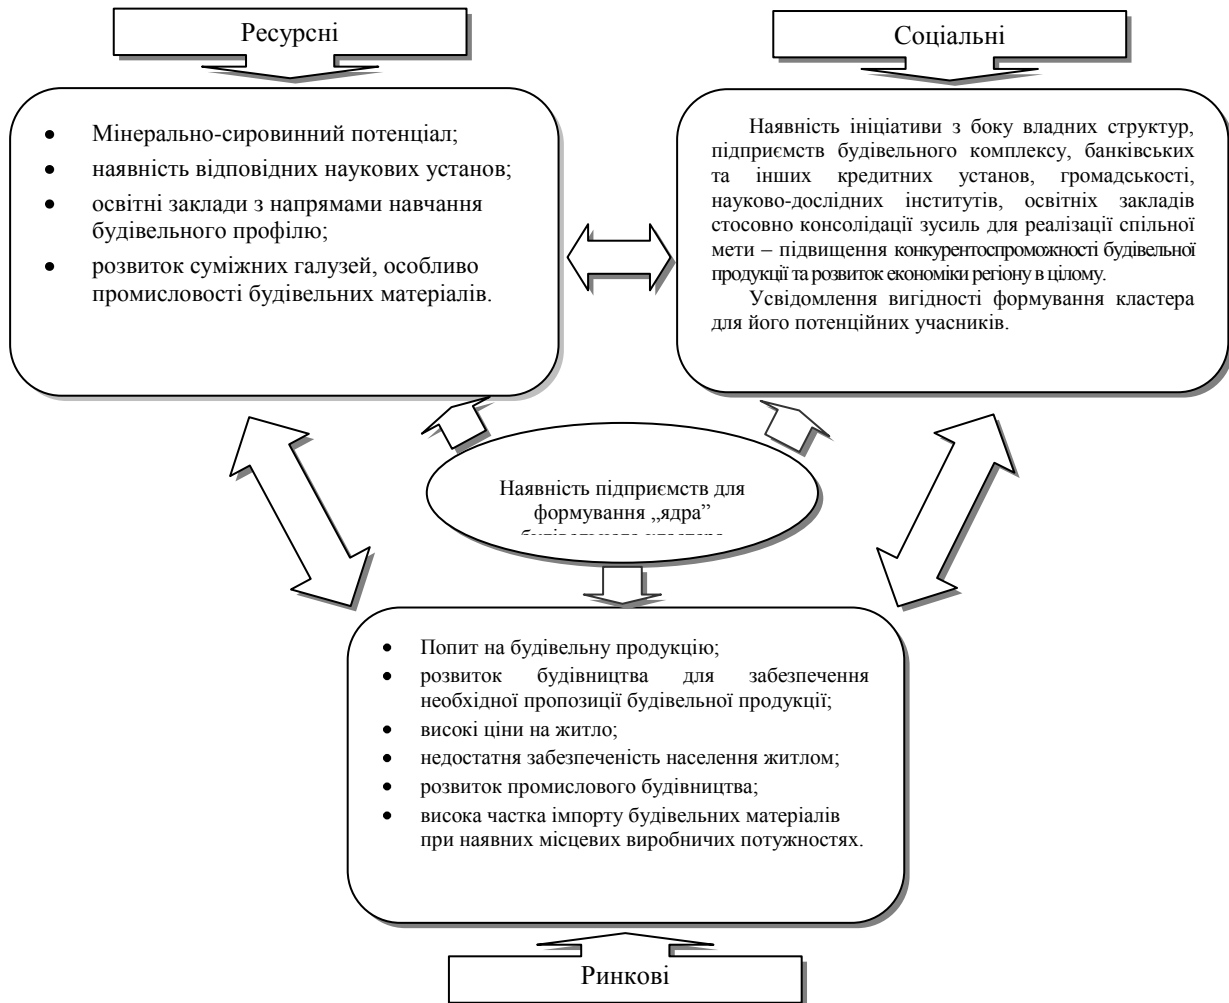 Ресурсні
Соціальні
• Мінерально-сировинний потенціал;
• наявність відповідних наукових установ;
• освітні заклади з напрямами навчання
будівельного профілю;
• розвиток суміжних галузей, особливо
промисловості будівельних матеріалів.
Наявність ініціативи з боку владних структур,
підприємств будівельного комплексу, банківських
та інших кредитних установ, громадськості,
науково-дослідних інститутів, освітніх закладів
стосовно консолідації зусиль для реалізації спільної
мети – підвищення конкурентоспроможності будівельної
продукції та розвиток економіки регіону в цілому.
Усвідомлення вигідності формування кластера
для його потенційних учасників.
Наявність підприємств для
формування „ядра”
• Попит на будівельну продукцію;
• розвиток будівництва для забезпечення
необхідної пропозиції будівельної продукції;
• високі ціни на житло;
• недостатня забезпеченість населення житлом;
• розвиток промислового будівництва;
• висока частка імпорту будівельних матеріалів
при наявних місцевих виробничих потужностях.
Ринкові